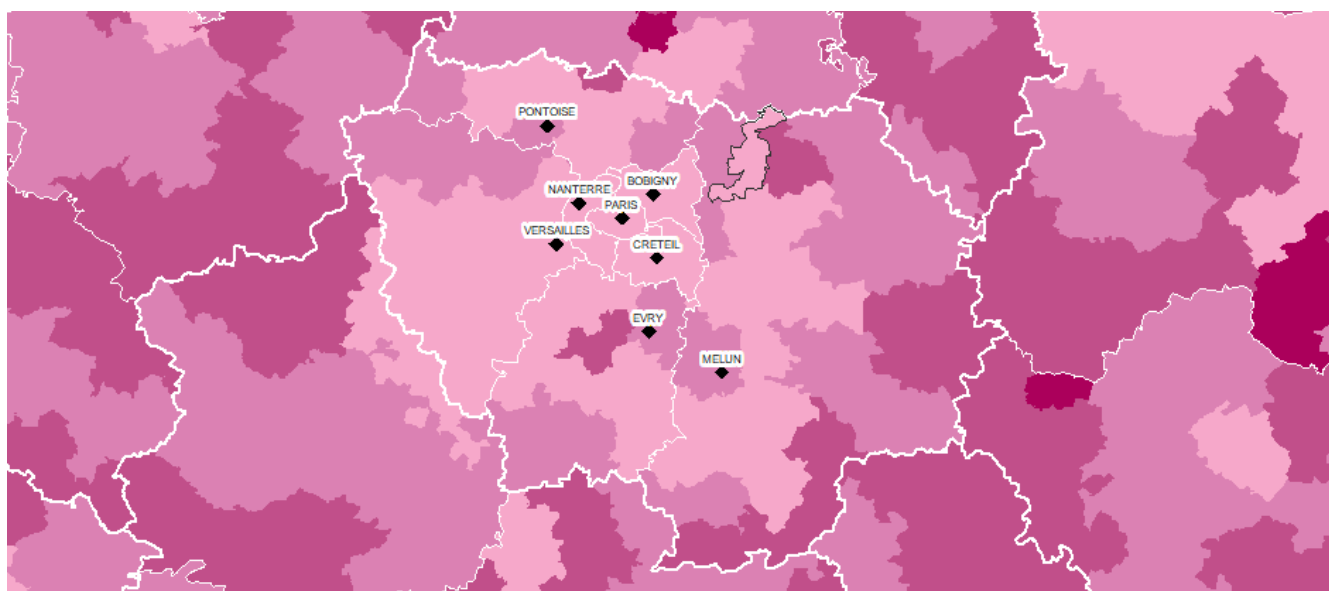 PONTOISE
BOBIGNY
NANTERRE
PARIS
VERSAILLES
CRETEIL
EVRY
MELUN